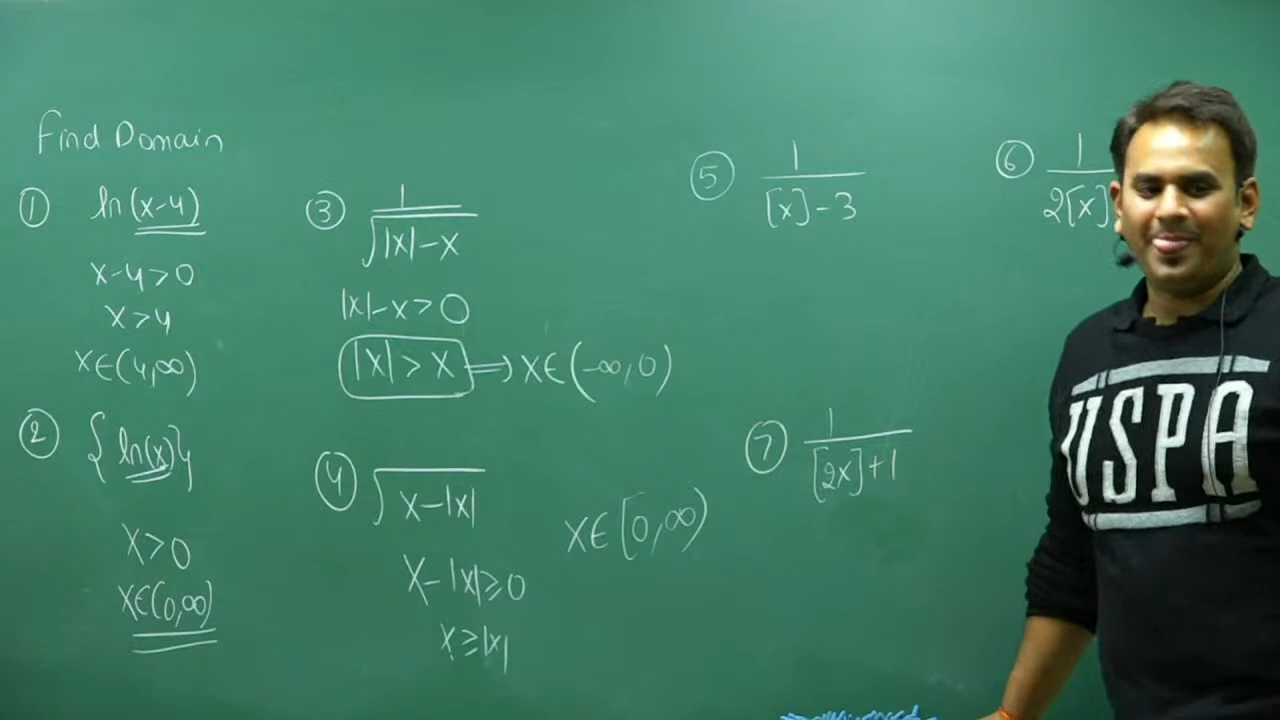 Find Domain
① ln(x-4)
x-4>0
x>4
x∈(4,∞)
② {ln(x)}
x>0
x∈(0,∞)
③ 1/√(|x|-x)
|x|-x>0
|x|>x ⇒ x∈(-∞,0)
④ √(x-|x|)
x-|x|≥0
x≥|x|
x∈[0,∞)
⑤ 1/([x]-3)
⑥ 1/2[x]
⑦ 1/([2x]+1)
USPA